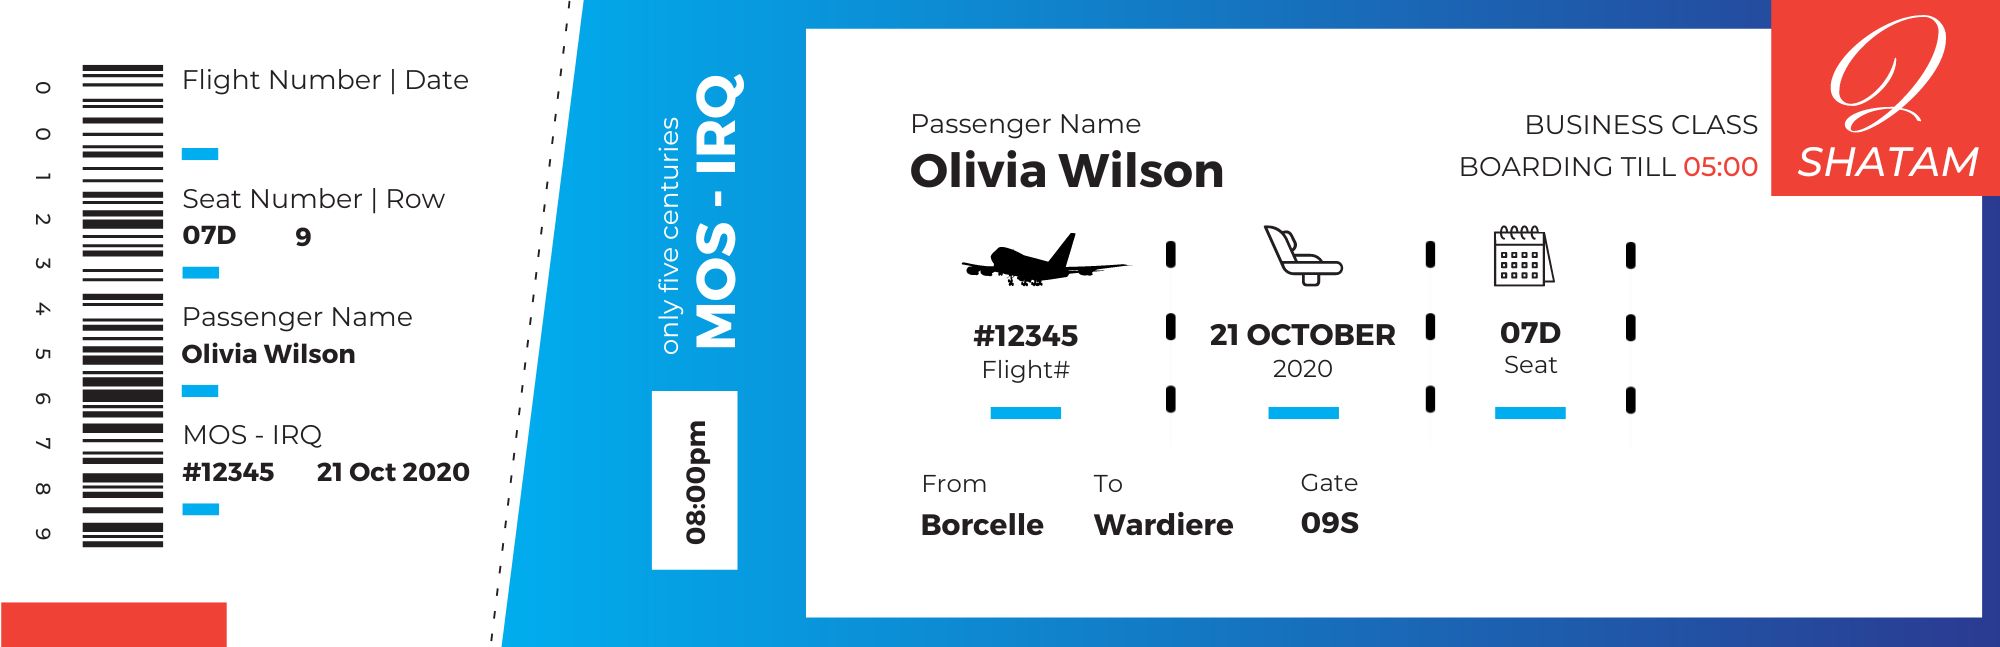 0 0 1 2 3 4 5 6 7 8 9
Flight Number | Date
Seat Number | Row
07D 9
Passenger Name
Olivia Wilson
MOS - IRQ
#12345 21 Oct 2020
only five centuries
MOS - IRQ
08:00pm
Passenger Name
Olivia Wilson
BUSINESS CLASS
BOARDING TILL 05:00
Q
SHATAM
#12345
Flight#
21 OCTOBER
2020
07D
Seat
From
Borcelle
To
Wardiere
Gate
09S